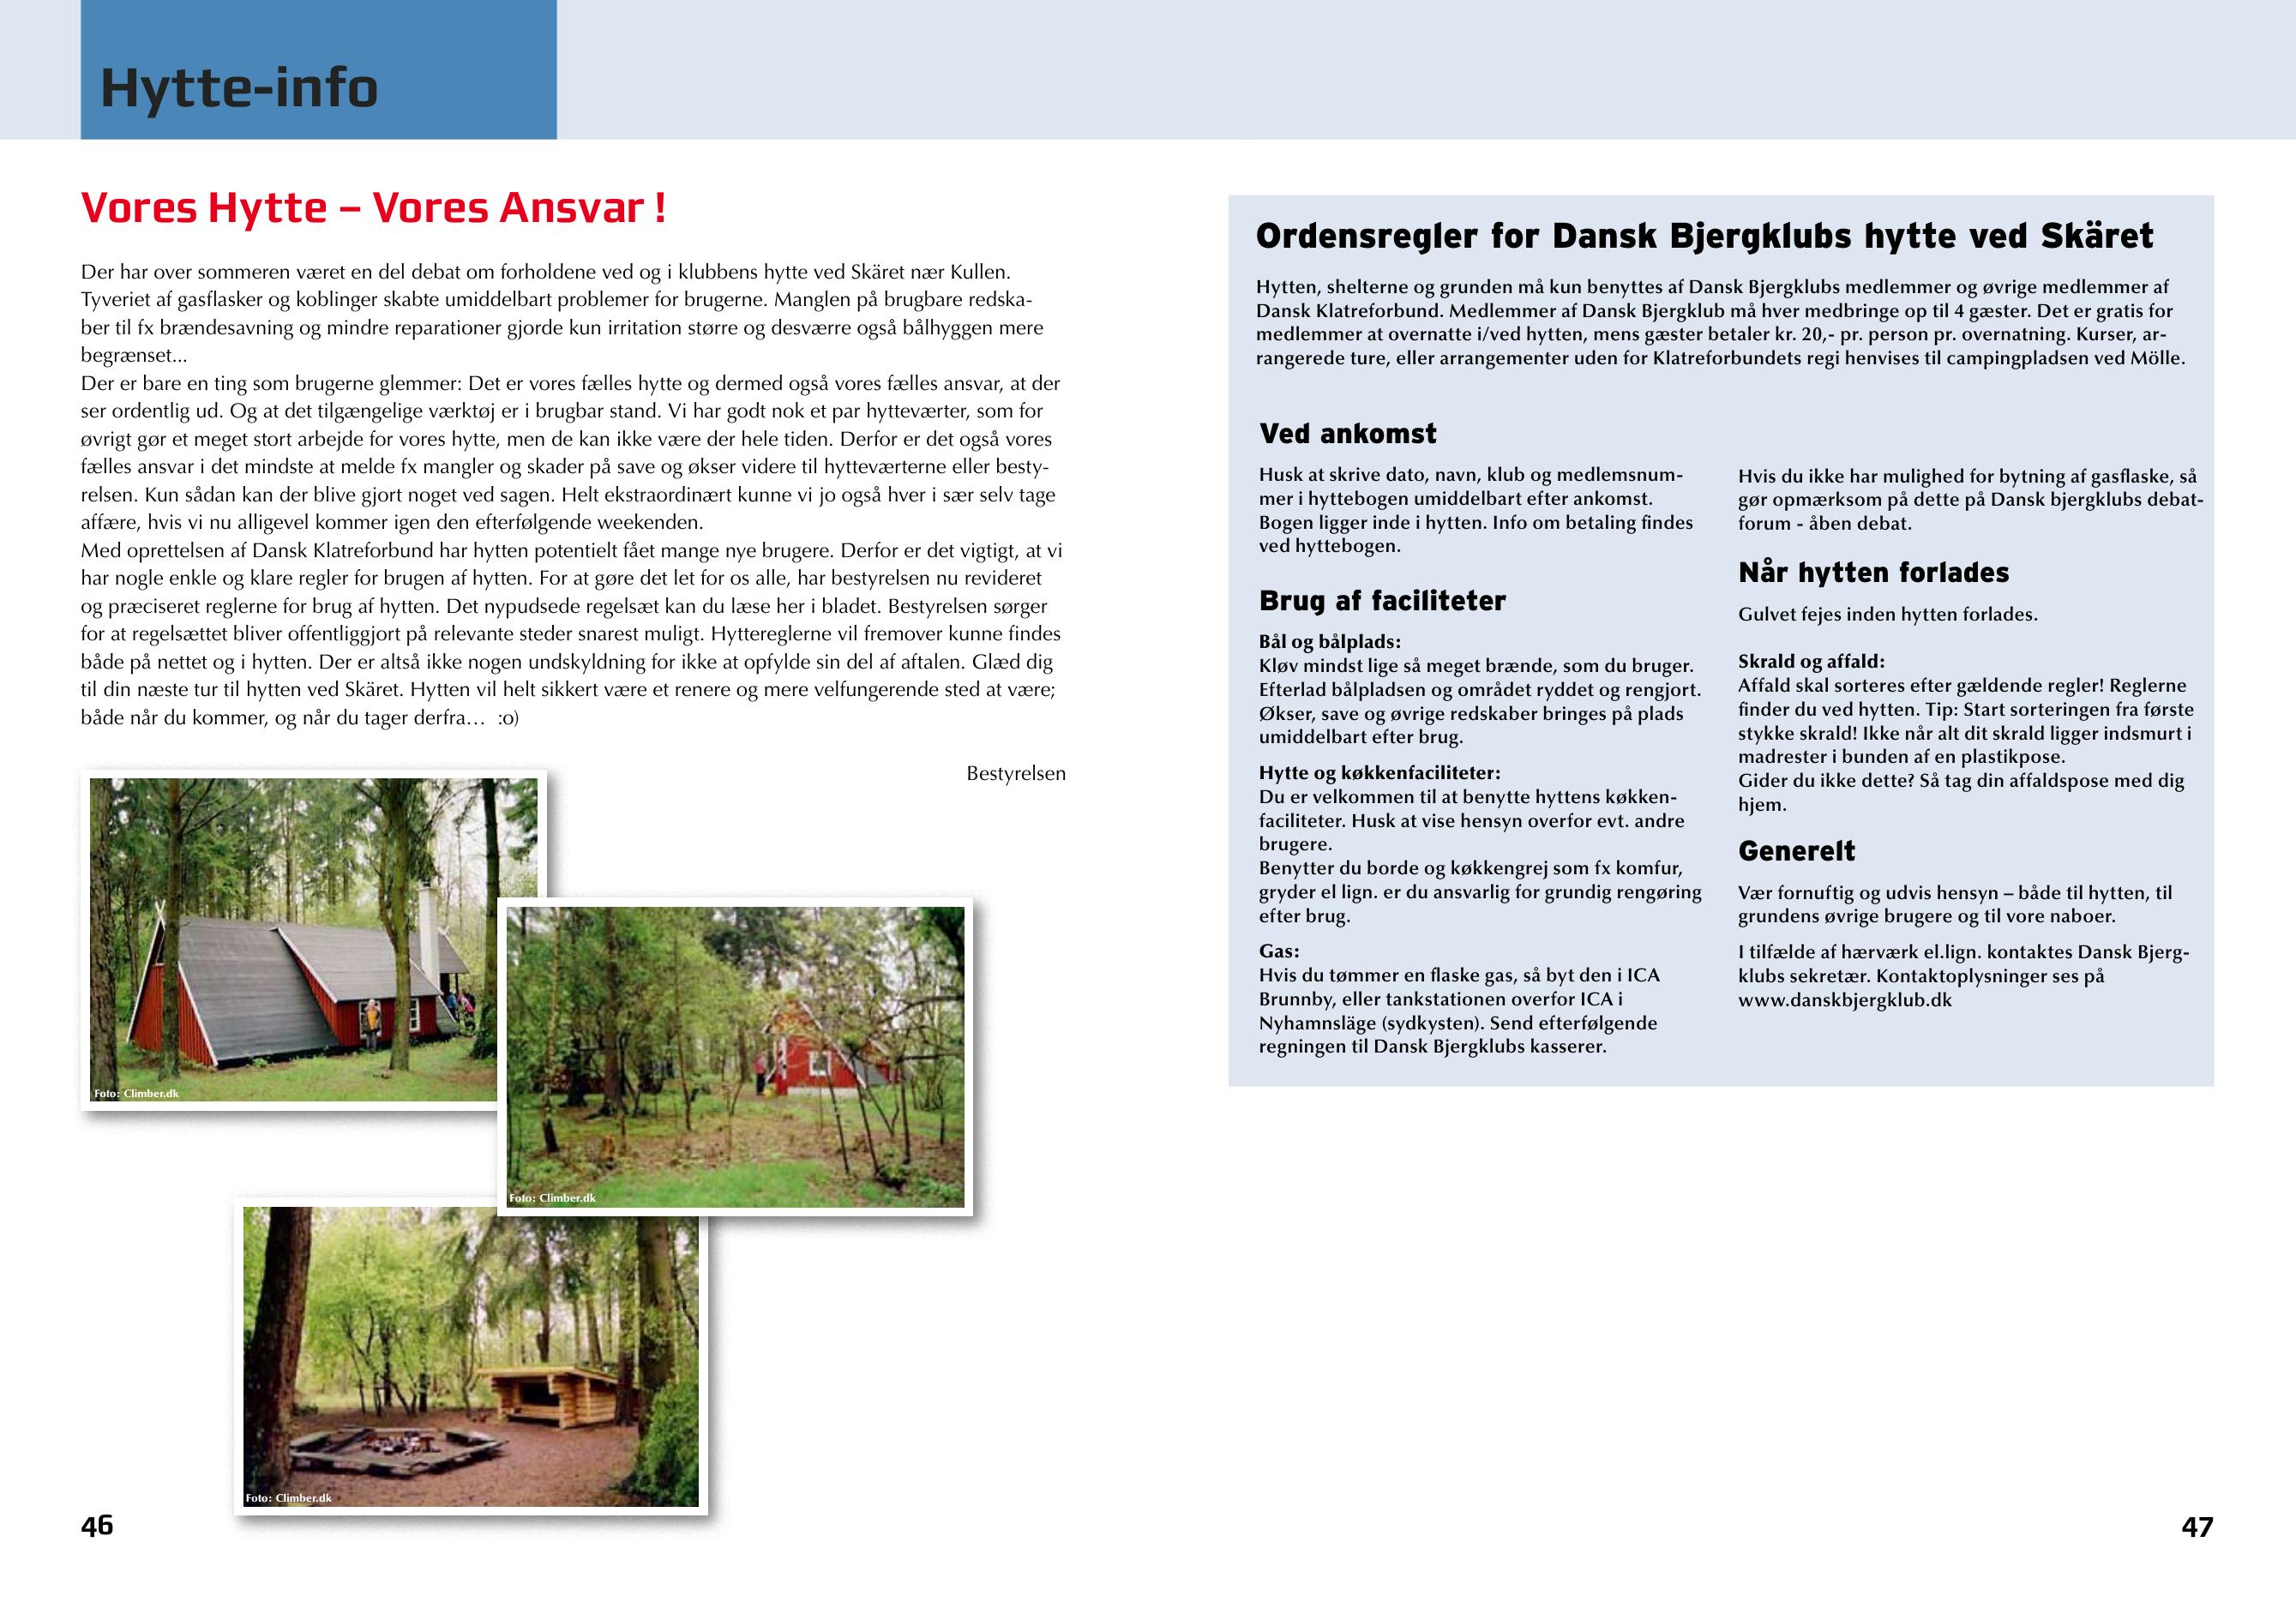 Hytte-info
Vores Hytte – Vores Ansvar !
Der har over sommeren været en del debat om forholdene ved og i klubbens hytte ved Skäret nær Kullen.
Tyveriet af gasflasker og koblinger skabte umiddelbart problemer for brugerne. Manglen på brugbare redska-
ber til fx brændesavning og mindre reparationer gjorde kun irritation større og desværre også bålhyggen mere
begrænset...
Der er bare en ting som brugerne glemmer: Det er vores fælles hytte og dermed også vores fælles ansvar, at der
ser ordentlig ud. Og at det tilgængelige værktøj er i brugbar stand. Vi har godt nok et par hytteværter, som for
øvrigt gør et meget stort arbejde for vores hytte, men de kan ikke være der hele tiden. Derfor er det også vores
fælles ansvar i det mindste at melde fx mangler og skader på save og økser videre til hytteværterne eller besty-
relsen. Kun sådan kan der blive gjort noget ved sagen. Helt ekstraordinært kunne vi jo også hver i sær selv tage
affære, hvis vi nu alligevel kommer igen den efterfølgende weekenden.
Med oprettelsen af Dansk Klatreforbund har hytten potentielt fået mange nye brugere. Derfor er det vigtigt, at vi
har nogle enkle og klare regler for brugen af hytten. For at gøre det let for os alle, har bestyrelsen nu revideret
og præciseret reglerne for brug af hytten. Det nypudsede regelsæt kan du læse her i bladet. Bestyrelsen sørger
for at regelsættet bliver offentliggjort på relevante steder snarest muligt. Hyttereglerne vil fremover kunne findes
både på nettet og i hytten. Der er altså ikke nogen undskyldning for ikke at opfylde sin del af aftalen. Glæd dig
til din næste tur til hytten ved Skäret. Hytten vil helt sikkert være et renere og mere velfungerende sted at være;
både når du kommer, og når du tager derfra… :o)
Bestyrelsen
Foto: Climber.dk
Foto: Climber.dk
Foto: Climber.dk
46
Ordensregler for Dansk Bjergklubs hytte ved Skäret
Hytten, shelterne og grunden må kun benyttes af Dansk Bjergklubs medlemmer og øvrige medlemmer af
Dansk Klatreforbund. Medlemmer af Dansk Bjergklub må hver medbringe op til 4 gæster. Det er gratis for
medlemmer at overnatte i/ved hytten, mens gæster betaler kr. 20,- pr. person pr. overnatning. Kurser, ar-
rangerede ture, eller arrangementer uden for Klatreforbundets regi henvises til campingpladsen ved Mölle.
Ved ankomst
Husk at skrive dato, navn, klub og medlemsnum-
mer i hyttebogen umiddelbart efter ankomst.
Bogen ligger inde i hytten. Info om betaling findes
ved hyttebogen.
Brug af faciliteter
Bål og bålplads:
Kløv mindst lige så meget brænde, som du bruger.
Efterlad bålpladsen og området ryddet og rengjort.
Økser, save og øvrige redskaber bringes på plads
umiddelbart efter brug.
Hytte og køkkenfaciliteter:
Du er velkommen til at benytte hyttens køkken-
faciliteter. Husk at vise hensyn overfor evt. andre
brugere.
Benytter du borde og køkkengrej som fx komfur,
gryder el lign. er du ansvarlig for grundig rengøring
efter brug.
Gas:
Hvis du tømmer en flaske gas, så byt den i ICA
Brunnby, eller tankstationen overfor ICA i
Nyhamnsläge (sydkysten). Send efterfølgende
regningen til Dansk Bjergklubs kasserer.
Hvis du ikke har mulighed for bytning af gasflaske, så
gør opmærksom på dette på Dansk bjergklubs debat-
forum - åben debat.
Når hytten forlades
Gulvet fejes inden hytten forlades.
Skrald og affald:
Affald skal sorteres efter gældende regler! Reglerne
finder du ved hytten. Tip: Start sorteringen fra første
stykke skrald! Ikke når alt dit skrald ligger indsmurt i
madrester i bunden af en plastikpose.
Gider du ikke dette? Så tag din affaldspose med dig
hjem.
Generelt
Vær fornuftig og udvis hensyn – både til hytten, til
grundens øvrige brugere og til vore naboer.
I tilfælde af hærværk el.lign. kontaktes Dansk Bjerg-
klubs sekretær. Kontaktoplysninger ses på
www.danskbjergklub.dk
47